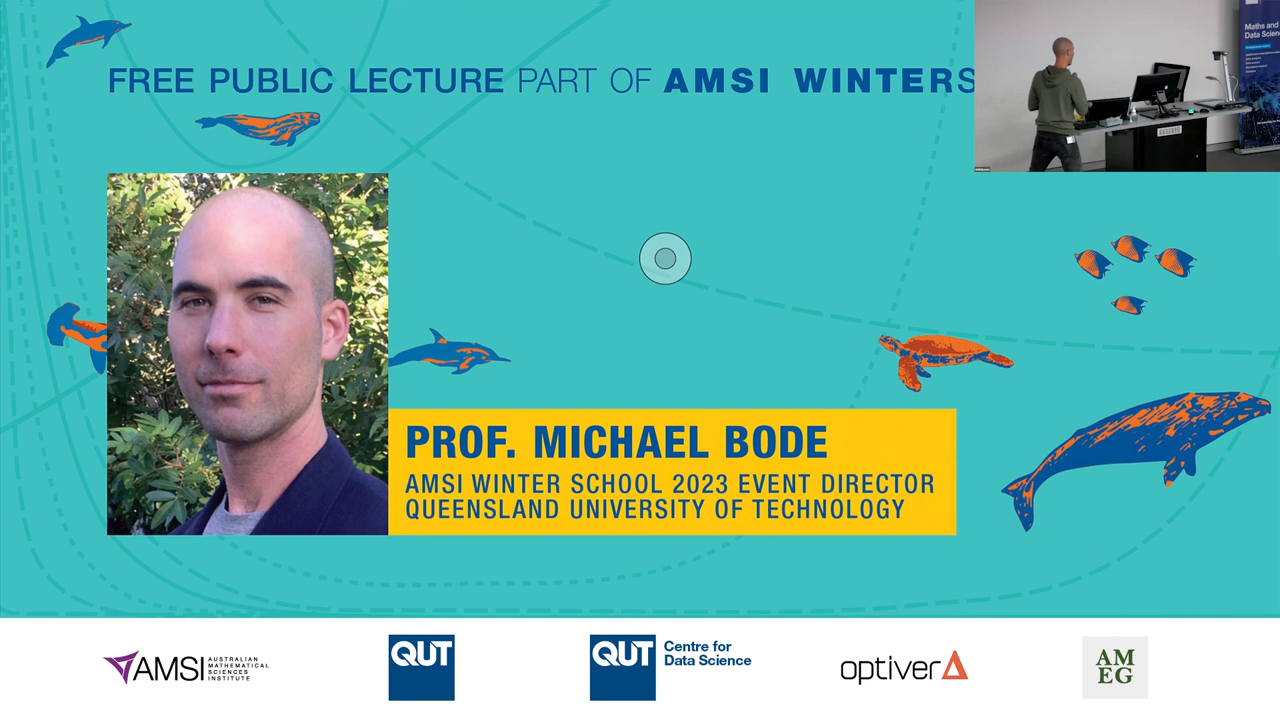 FREE PUBLIC LECTURE PART OF AMSI WINTERS
Maths and
Data Scien
PROF. MICHAEL BODE
AMSI WINTER SCHOOL 2023 EVENT DIRECTOR
QUEENSLAND UNIVERSITY OF TECHNOLOGY
AMSI AUSTRALIAN
MATHEMATICAL
SCIENCES
INSTITUTE
QUT
QUT Centre for
Data Science
optiver
AM
EG